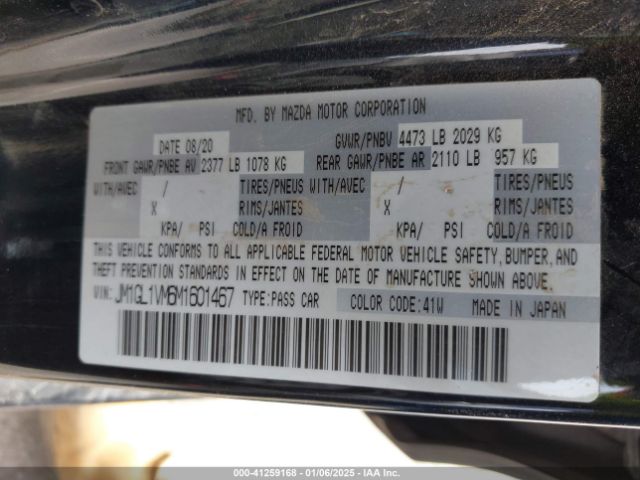 MFD. BY MAZDA MOTOR CORPORATION
DATE 08/20 GVWR/PNBV 4473 LB 2029 KG
FRONT GAWR/PNBE AV 2377 LB 1078 KG REAR GAWR/PNBE AR 2110 LB 957 KG
WITH/AVEC / TIRES/PNEUS WITH/AVEC / TIRES/PNEUS
X RIMS/JANTES X RIMS/JANTES
KPA/ PSI COLD/A FROID KPA/ PSI COLD/A FROID
THIS VEHICLE CONFORMS TO ALL APPLICABLE FEDERAL MOTOR VEHICLE SAFETY, BUMPER, AND
THEFT PREVENTION STANDARDS IN EFFECT ON THE DATE OF MANUFACTURE SHOWN ABOVE.
VIN: JM1GL1VM6M1601467 TYPE:PASS CAR COLOR CODE:41W MADE IN JAPAN
000-41259168 - 01/06/2025 - IAA Inc.